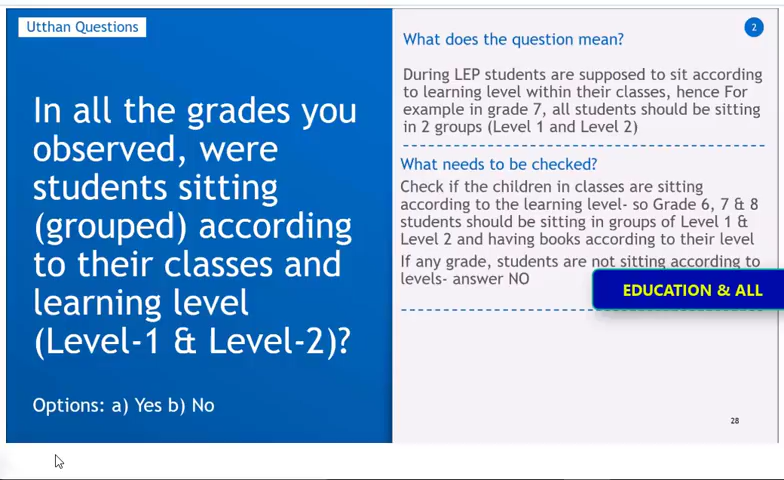 Utthan Questions
In all the grades you
observed, were
students sitting
(grouped) according
to their classes and
learning level
(Level-1 & Level-2)?
Options: a) Yes b) No
2
What does the question mean?
During LEP students are supposed to sit according
to learning level within their classes, hence For
example in grade 7, all students should be sitting
in 2 groups (Level 1 and Level 2)
What needs to be checked?
Check if the children in classes are sitting
according to the learning level- so Grade 6, 7 & 8
students should be sitting in groups of Level 1 &
Level 2 and having books according to their level
If any grade, students are not sitting according to
levels- answer NO
EDUCATION & ALL
28